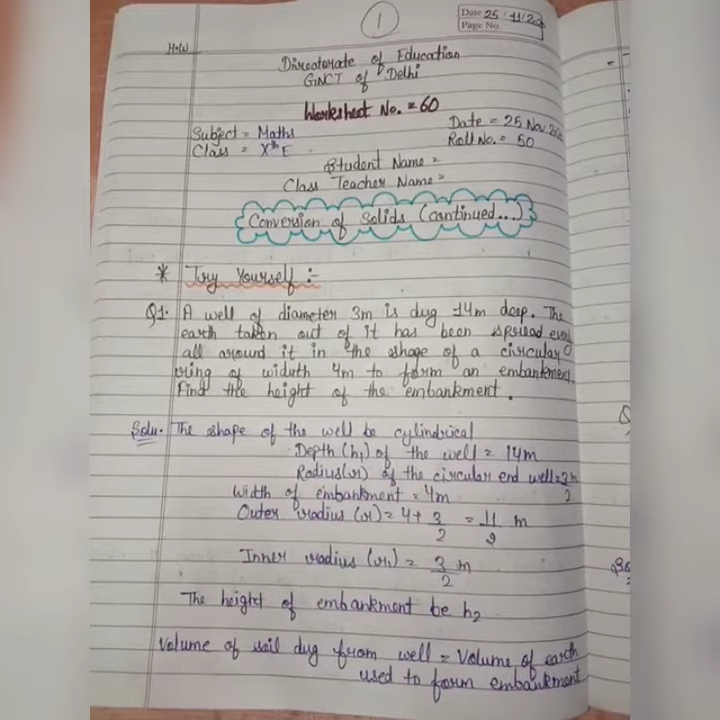 1
Date 25/11/20
Page No.
H.W
Directorate of Education
GNCT of Delhi
Worksheet No. = 60
Subject = Maths
Date = 25 Nov.
Class = Xth E
Roll No. = 50
Student Name =
Class Teacher Name =
Conversion of Solids (continued...)
* Try Yourself :-
Q1. A well of diameter 3m is dug 14m deep. The
earth taken out of it has been spread evenly
all around it in the shape of a circular
ring of width 4m to form an embankment.
Find the height of the embankment.
Solu. The shape of the well be cylindrical
Depth (h1) of the well = 14m
Radius (r1) of the circular end well = 3/2 m
Width of embankment = 4m
Outer radius (r) = 4 + 3/2 = 11/2 m
Inner radius (r1) = 3/2 m
The height of embankment be h2
Volume of soil dug from well = Volume of earth
used to form embankment